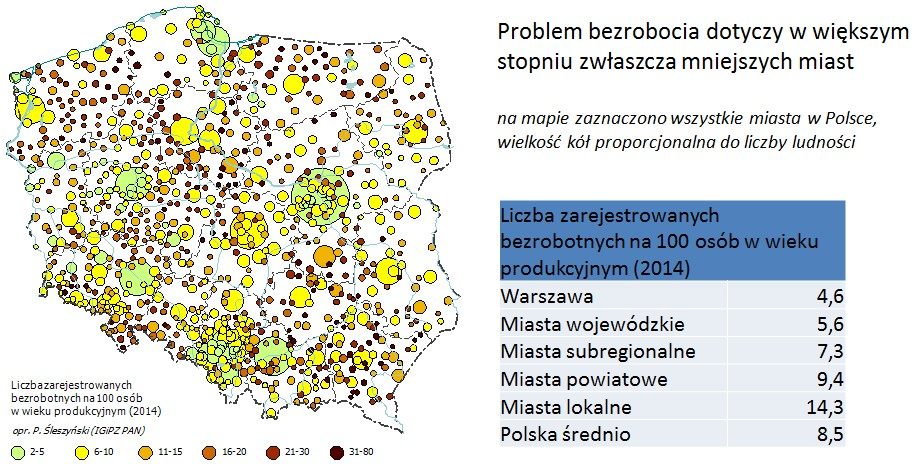 Problem bezrobocia dotyczy w większym
stopniu zwłaszcza mniejszych miast
na mapie zaznaczono wszystkie miasta w Polsce,
wielkość kół proporcjonalna do liczby ludności
Liczba zarejestrowanych
bezrobotnych na 100 osób w wieku
produkcyjnym (2014)
Warszawa 4,6
Miasta wojewódzkie 5,6
Miasta subregionalne 7,3
Miasta powiatowe 9,4
Miasta lokalne 14,3
Polska średnio 8,5
Liczba zarejestrowanych
bezrobotnych na 100 osób
w wieku produkcyjnym (2014)
opr. P. Śleszyński (IGiPZ PAN)
2-5 6-10 11-15 16-20 21-30 31-80